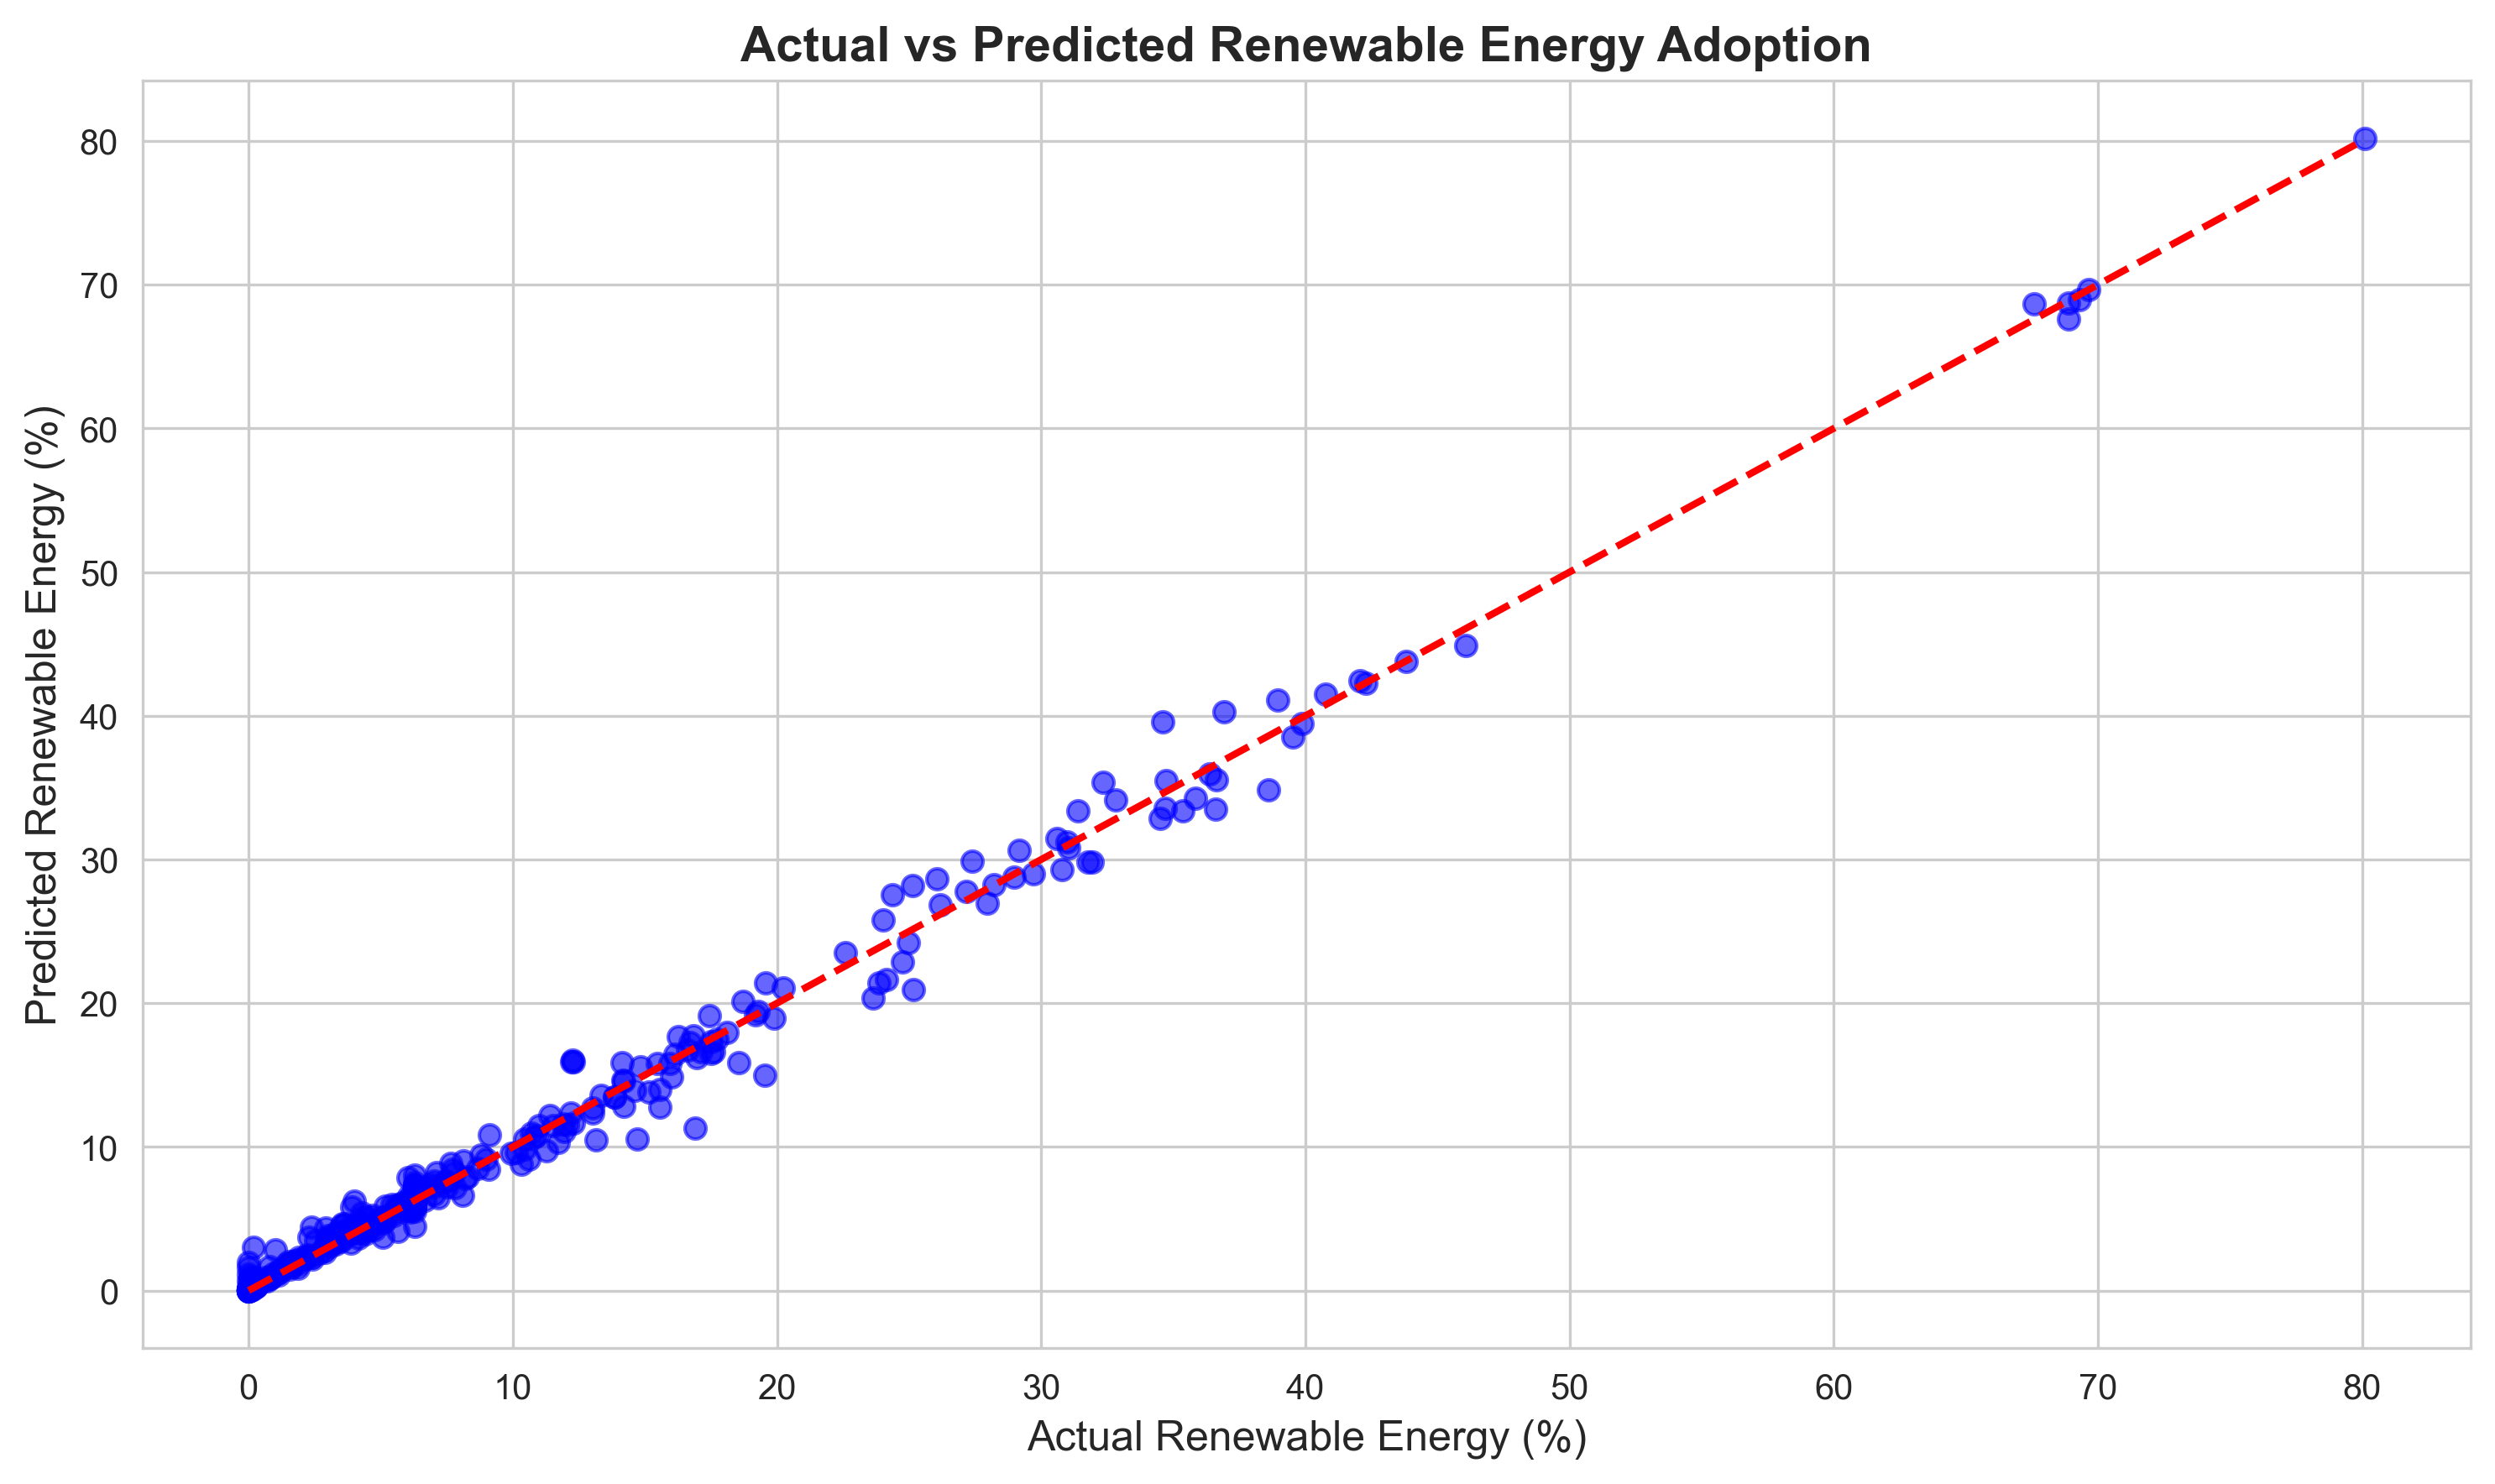 Actual vs Predicted Renewable Energy Adoption
Predicted Renewable Energy (%)
80
70
60
50
40
30
20
10
0
0 10 20 30 40 50 60 70 80
Actual Renewable Energy (%)